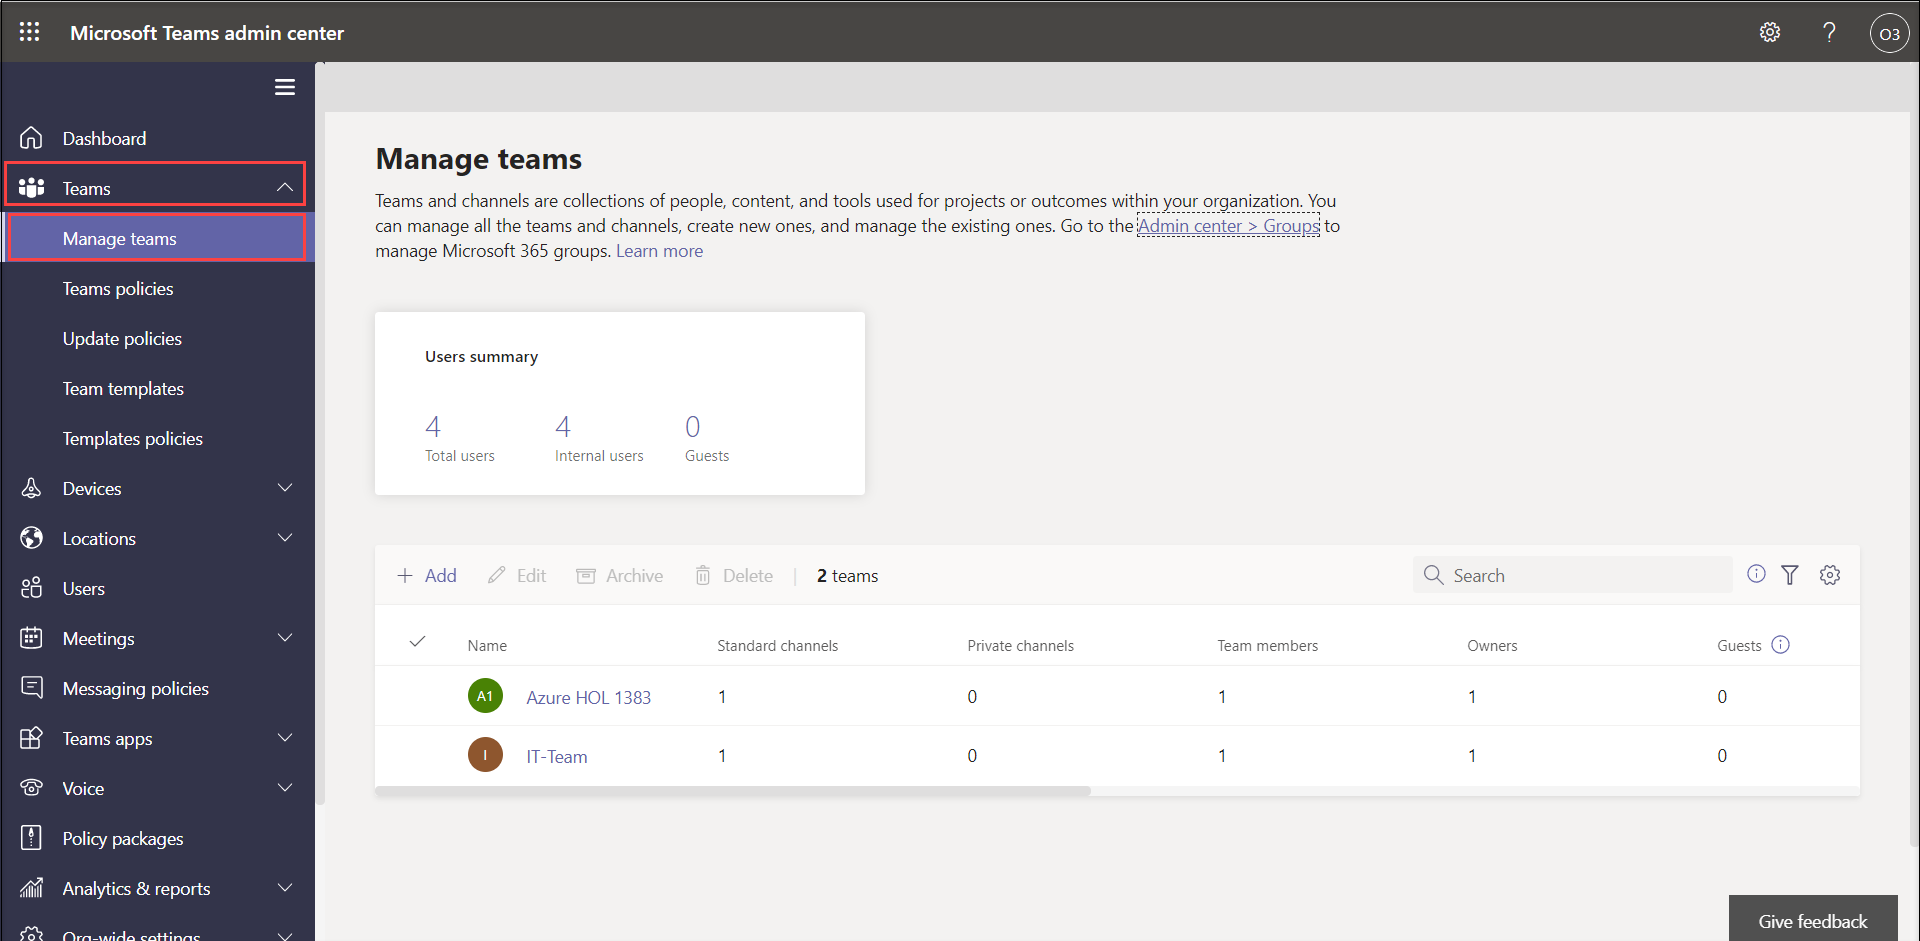 Microsoft Teams admin center
?
O3
Dashboard
Teams
Manage teams
Teams policies
Update policies
Team templates
Templates policies
Devices
Locations
Users
Meetings
Messaging policies
Teams apps
Voice
Policy packages
Analytics & reports
Org-wide settings
Manage teams
Teams and channels are collections of people, content, and tools used for projects or outcomes within your organization. You
can manage all the teams and channels, create new ones, and manage the existing ones. Go to the Admin center > Groups to
manage Microsoft 365 groups. Learn more
Users summary
4 4 0
Total users Internal users Guests
+ Add Edit Archive Delete | 2 teams Search
Name Standard channels Private channels Team members Owners Guests
A1 Azure HOL 1383 1 0 1 1 0
I IT-Team 1 0 1 1 0
Give feedback